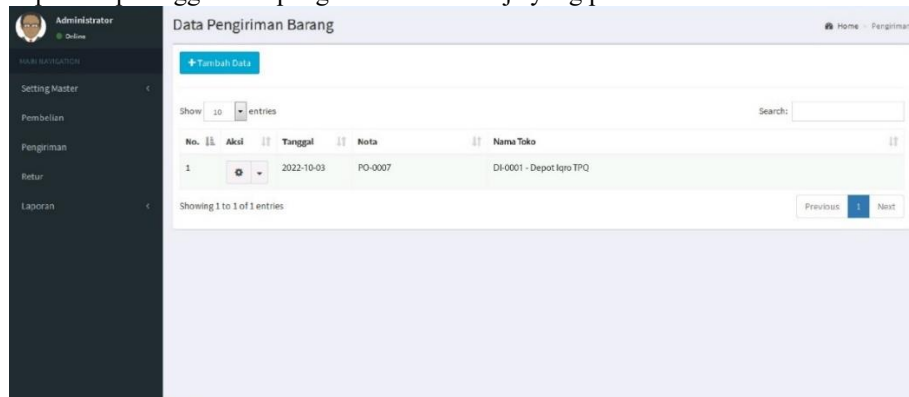 Administrator
Online
MAIN NAVIGATION
Setting Master
Pembelian
Pengiriman
Retur
Laporan
Data Pengiriman Barang
Home
Pengiriman
+ Tambah Data
Show 10 entries
Search:
No. Aksi Tanggal Nota Nama Toko
1 2022-10-03 PO-0007 DI-0001 - Depot Iqro TPQ
Showing 1 to 1 of 1 entries
Previous 1 Next